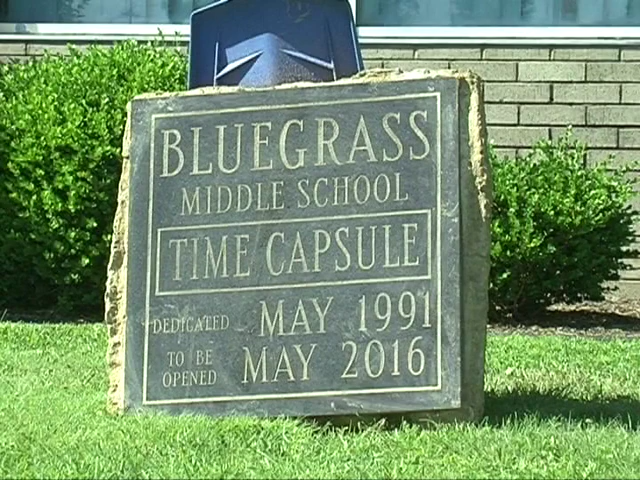 BLUEGRASS
MIDDLE SCHOOL
TIME CAPSULE
DEDICATED MAY 1991
TO BE OPENED MAY 2016